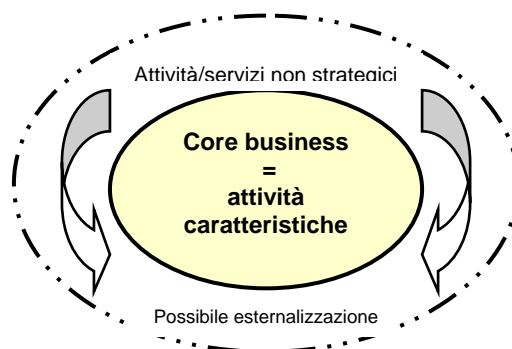 Attività/servizi non strategici
Core business
=
attività
caratteristiche
Possibile esternalizzazione